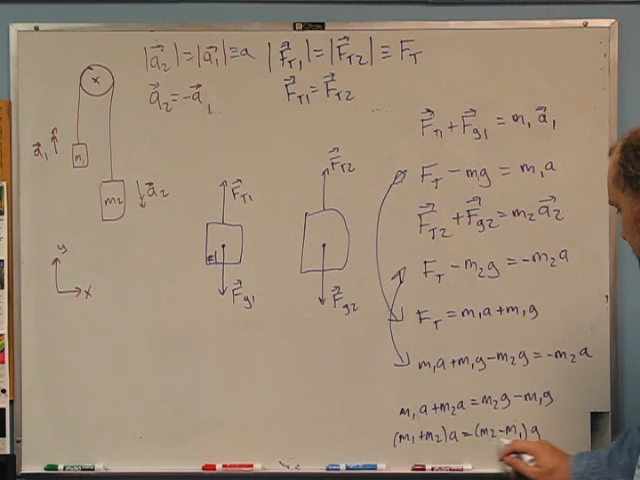 |a⃗₂|=|a⃗₁|≡a |F⃗T1|=|F⃗T2|≡FT
a⃗₂=-a⃗₁ F⃗T1=F⃗T2
x
a⃗₁
m₁
m₂
a⃗₂
y
x
F⃗T1
#1
F⃗g1
F⃗T2
F⃗g2
F⃗T1+F⃗g1=m₁a⃗₁
FT-mg=m₁a
F⃗T2+F⃗g2=m₂a⃗₂
FT-m₂g=-m₂a
FT=m₁a+m₁g
m₁a+m₁g-m₂g=-m₂a
m₁a+m₂a=m₂g-m₁g
(m₁+m₂)a=(m₂-m₁)g